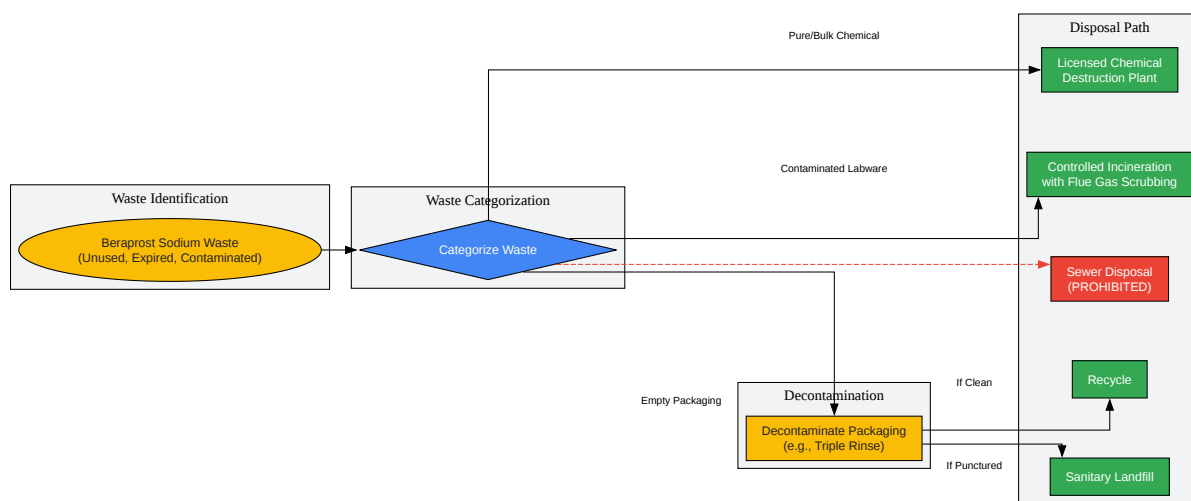 Pure/Bulk Chemical
Disposal Path
Licensed Chemical
Destruction Plant
Contaminated Labware
Controlled Incineration
with Flue Gas Scrubbing
Waste Identification
Beraprost Sodium Waste
(Unused, Expired, Contaminated)
Waste Categorization
Categorize Waste
Sewer Disposal
(PROHIBITED)
Empty Packaging
Decontamination
Decontaminate Packaging
(e.g., Triple Rinse)
If Clean
Recycle
If Punctured
Sanitary Landfill